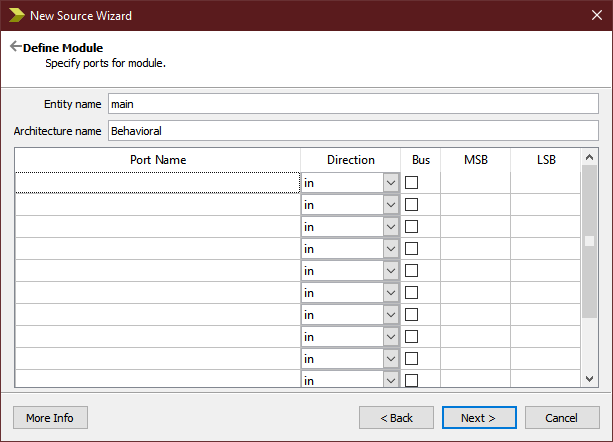 New Source Wizard
Define Module
Specify ports for module.
Entity name main
Architecture name Behavioral
Port Name Direction Bus MSB LSB
in
in
in
in
in
in
in
in
in
in
More Info < Back Next > Cancel